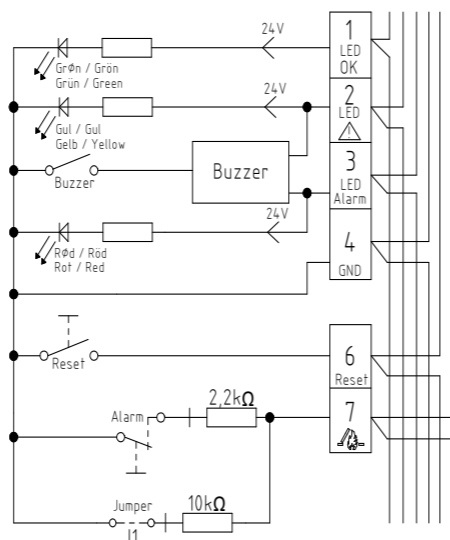 24V
1
LED
OK
GrØn / Grön
Grün / Green
24V
2
LED
Gul / Gul
Gelb / Yellow
Buzzer
Buzzer
3
LED
Alarm
24V
RØd / Röd
Rot / Red
4
GND
Reset
6
Reset
2,2kΩ
Alarm
7
Jumper
J1
10kΩ